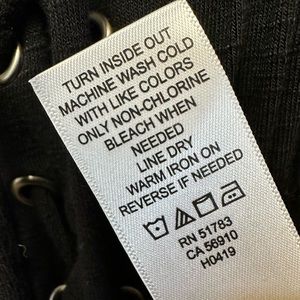 TURN INSIDE OUT
MACHINE WASH COLD
WITH LIKE COLORS
ONLY NON-CHLORINE
BLEACH WHEN
NEEDED
LINE DRY
WARM IRON ON
REVERSE IF NEEDED
RN 51783
CA 56910
H0419